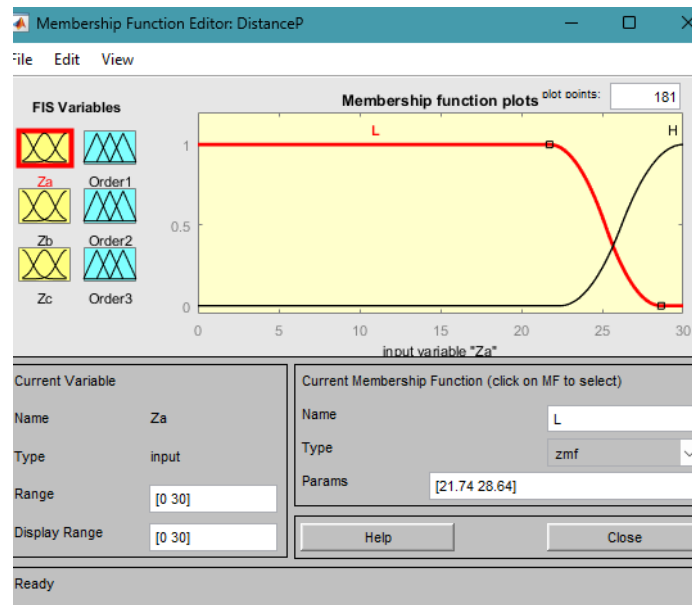 Membership Function Editor: DistanceP
File Edit View
FIS Variables
Membership function plots
plot points:
181
Za
Order1
Zb
Order2
Zc
Order3
L
H
1
0.5
0
0 5 10 15 20 25 30
input variable "Za"
Current Variable
Name Za
Type input
Range [0 30]
Display Range [0 30]
Current Membership Function (click on MF to select)
Name L
Type zmf
Params [21.74 28.64]
Help Close
Ready